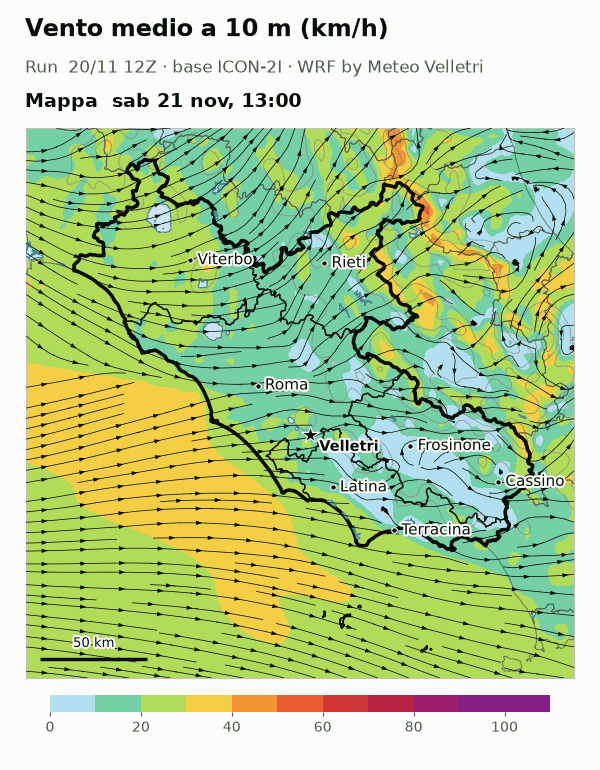 Vento medio a 10 m (km/h)
Run  20/11 12Z · base ICON-2I · WRF by Meteo Velletri
Mappa  sab 21 nov, 13:00
Viterbo
Rieti
Roma
Velletri
Frosinone
Cassino
Latina
Terracina
50 km
0 20 40 60 80 100